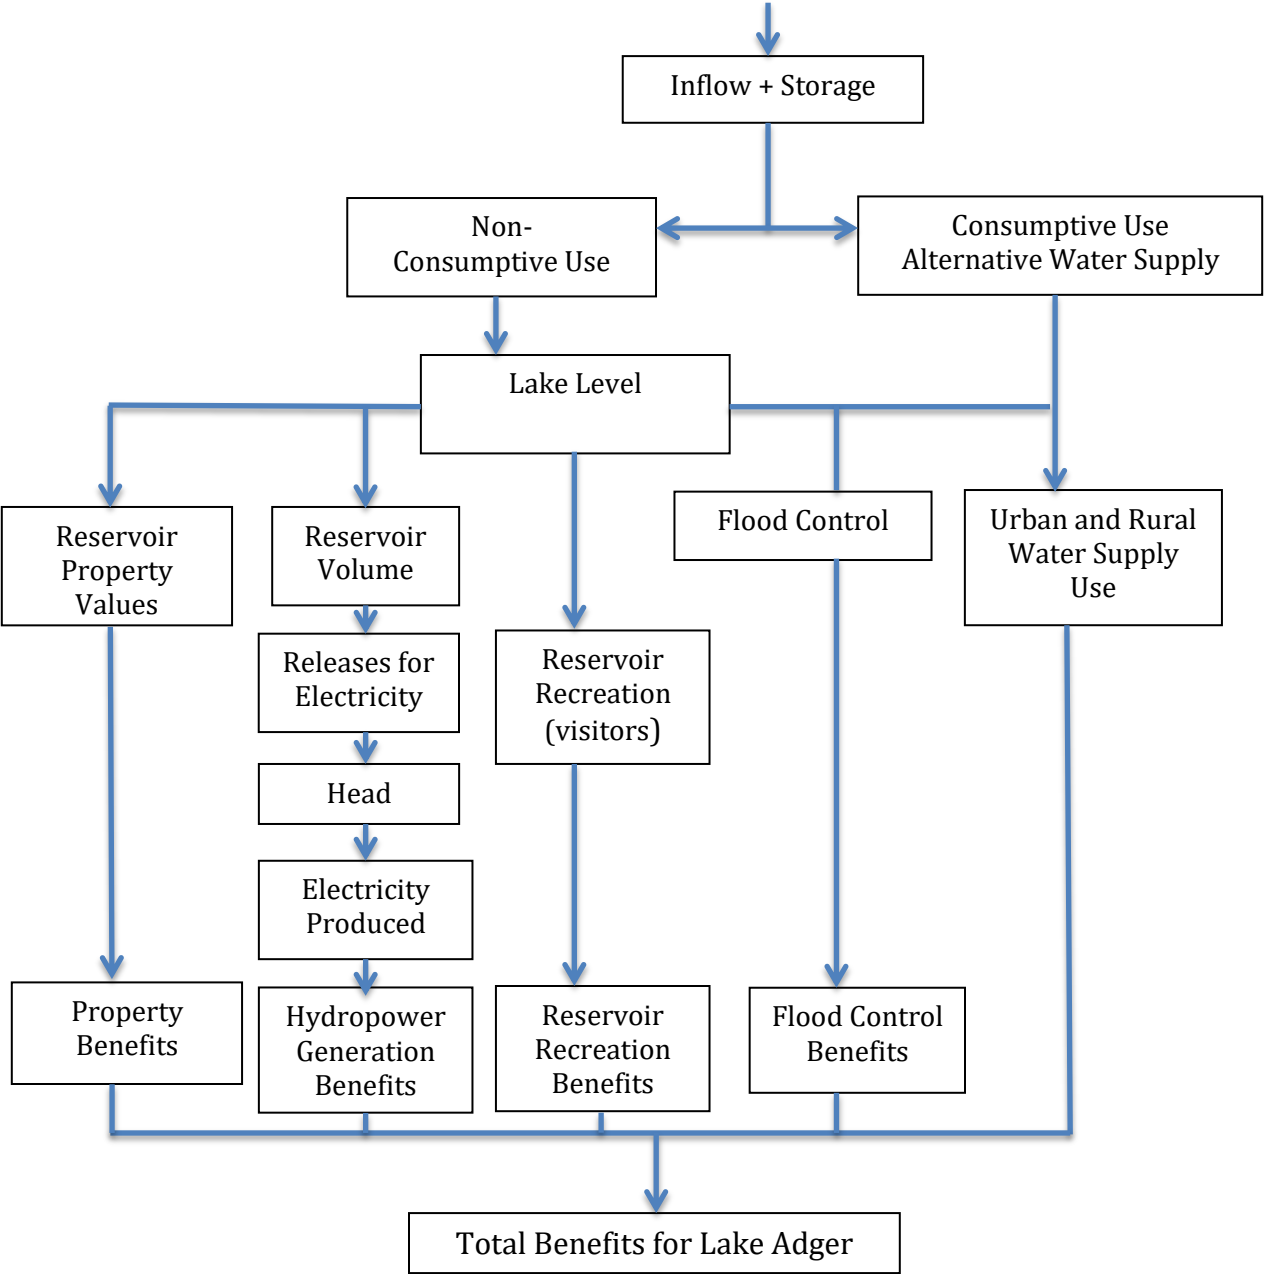 Inflow + Storage
Non-
Consumptive Use
Consumptive Use
Alternative Water Supply
Lake Level
Reservoir
Property
Values
Reservoir
Volume
Flood Control
Urban and Rural
Water Supply
Use
Releases for
Electricity
Reservoir
Recreation
(visitors)
Head
Electricity
Produced
Property
Benefits
Hydropower
Generation
Benefits
Reservoir
Recreation
Benefits
Flood Control
Benefits
Total Benefits for Lake Adger